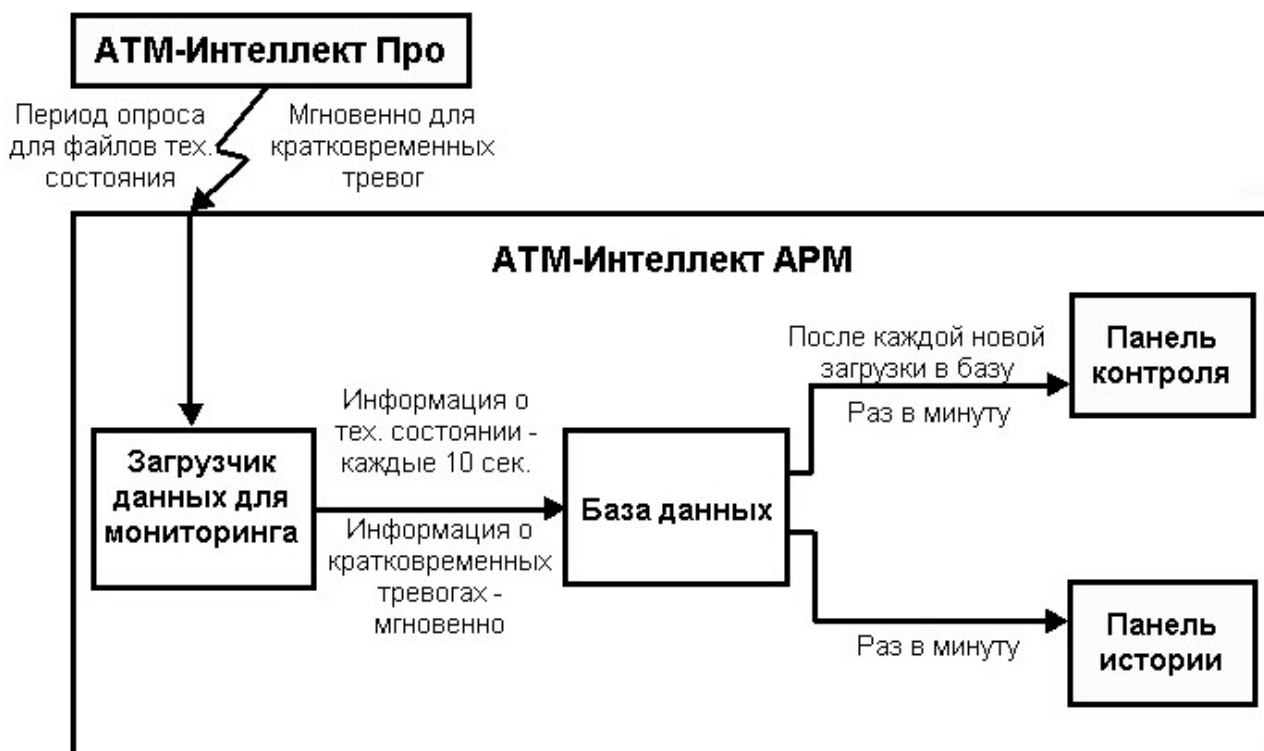 АТМ-Интеллект Про
Период опроса
для файлов тех.
состояния
Мгновенно для
кратковременных
тревог
АТМ-Интеллект АРМ
Загрузчик
данных для
мониторинга
Информация о
тех. состоянии -
каждые 10 сек.
Информация о
кратковременных
тревогах -
мгновенно
База данных
После каждой новой
загрузки в базу
Раз в минуту
Панель
контроля
Раз в минуту
Панель
истории